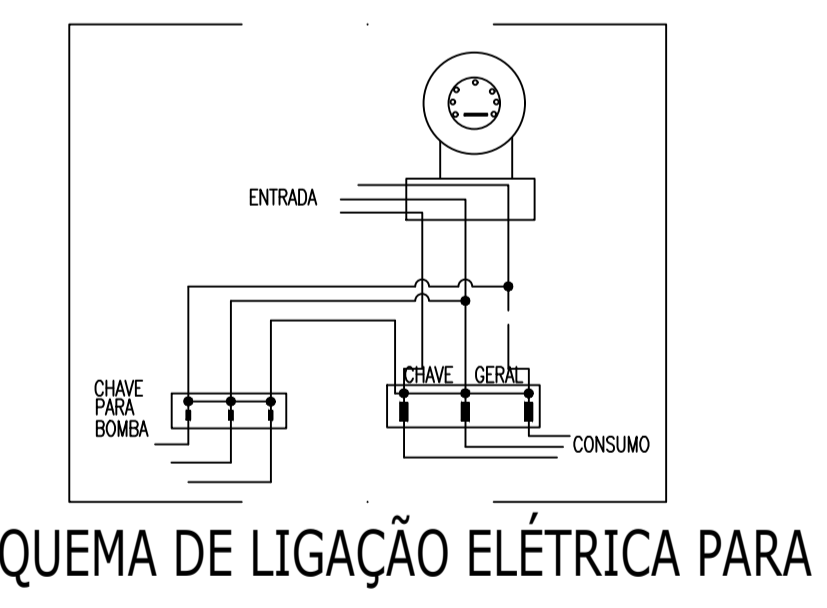 ENTRADA
CHAVE GERAL
CHAVE
PARA
BOMBA
CONSUMO
QUEMA DE LIGAÇÃO ELÉTRICA PARA